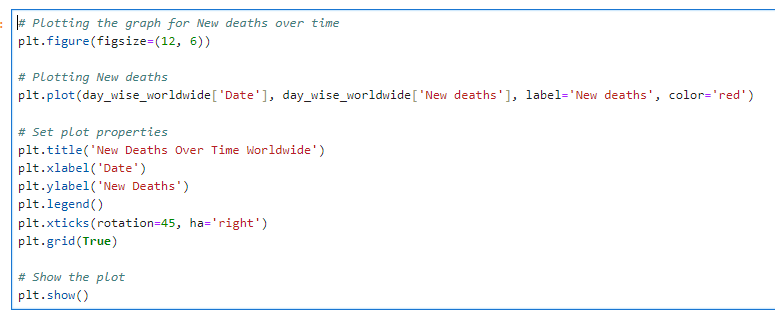 # Plotting the graph for New deaths over time
plt.figure(figsize=(12, 6))
# Plotting New deaths
plt.plot(day_wise_worldwide['Date'], day_wise_worldwide['New deaths'], label='New deaths', color='red')
# Set plot properties
plt.title('New Deaths Over Time Worldwide')
plt.xlabel('Date')
plt.ylabel('New Deaths')
plt.legend()
plt.xticks(rotation=45, ha='right')
plt.grid(True)
# Show the plot
plt.show()